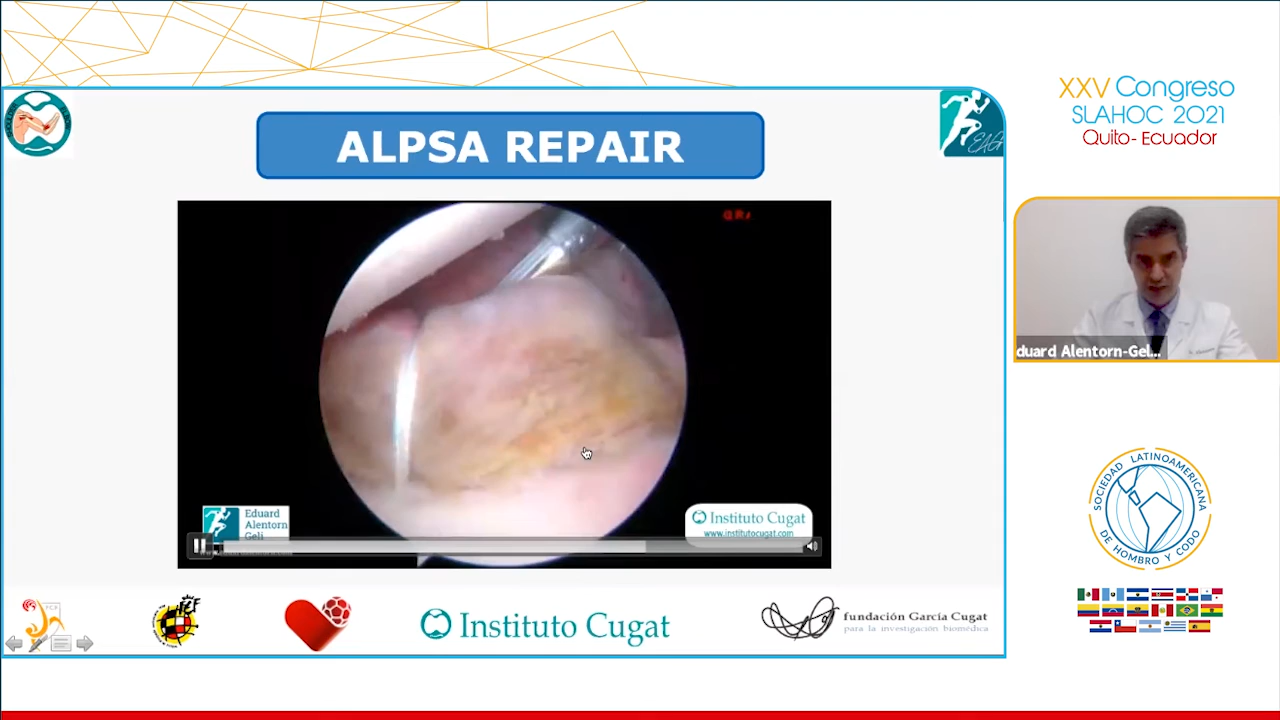 ALPSA REPAIR
XXV Congreso
SLAHOC 2021
Quito - Ecuador
duard Alentorn-Gel...
Eduard
Alentorn
Geli
Instituto Cugat
www.institutocugat.com
SOCIEDAD LATINOAMERICANA
DE HOMBRO Y CODO
Instituto Cugat
fundación García Cugat
para la investigación biomédica